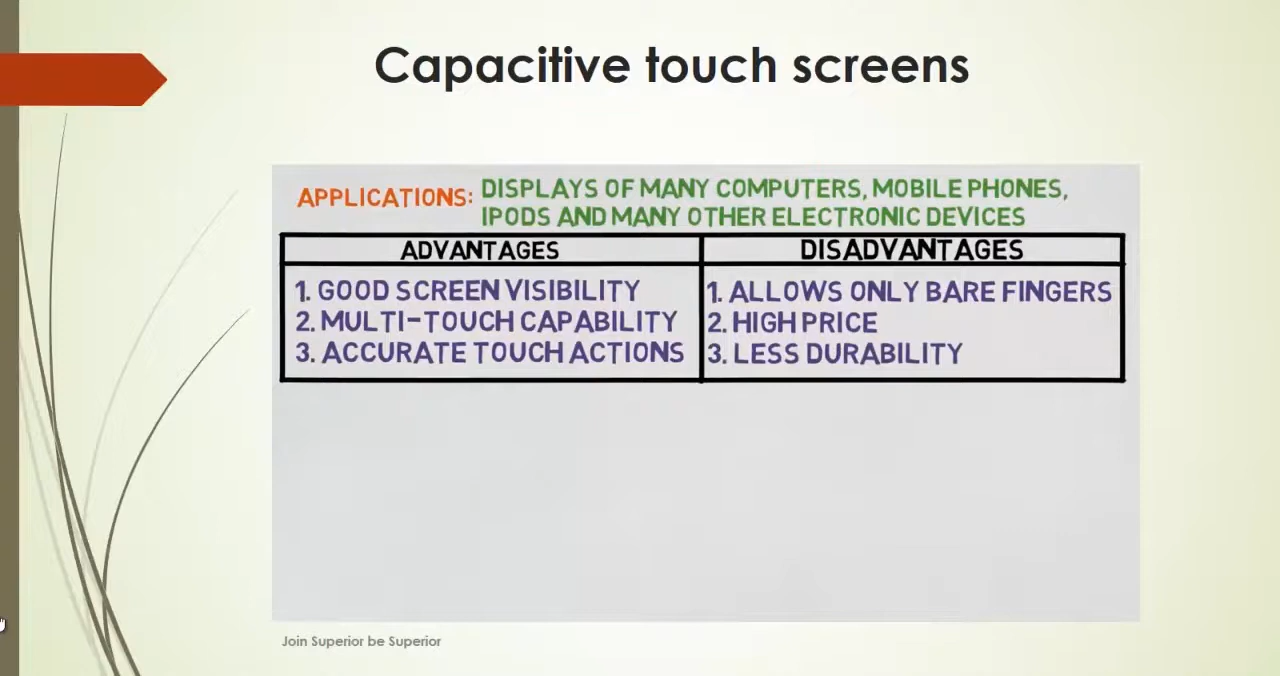 Capacitive touch screens
APPLICATIONS: DISPLAYS OF MANY COMPUTERS, MOBILE PHONES,
IPODS AND MANY OTHER ELECTRONIC DEVICES
ADVANTAGES
DISADVANTAGES
1. GOOD SCREEN VISIBILITY
2. MULTI-TOUCH CAPABILITY
3. ACCURATE TOUCH ACTIONS
1. ALLOWS ONLY BARE FINGERS
2. HIGH PRICE
3. LESS DURABILITY
Join Superior be Superior